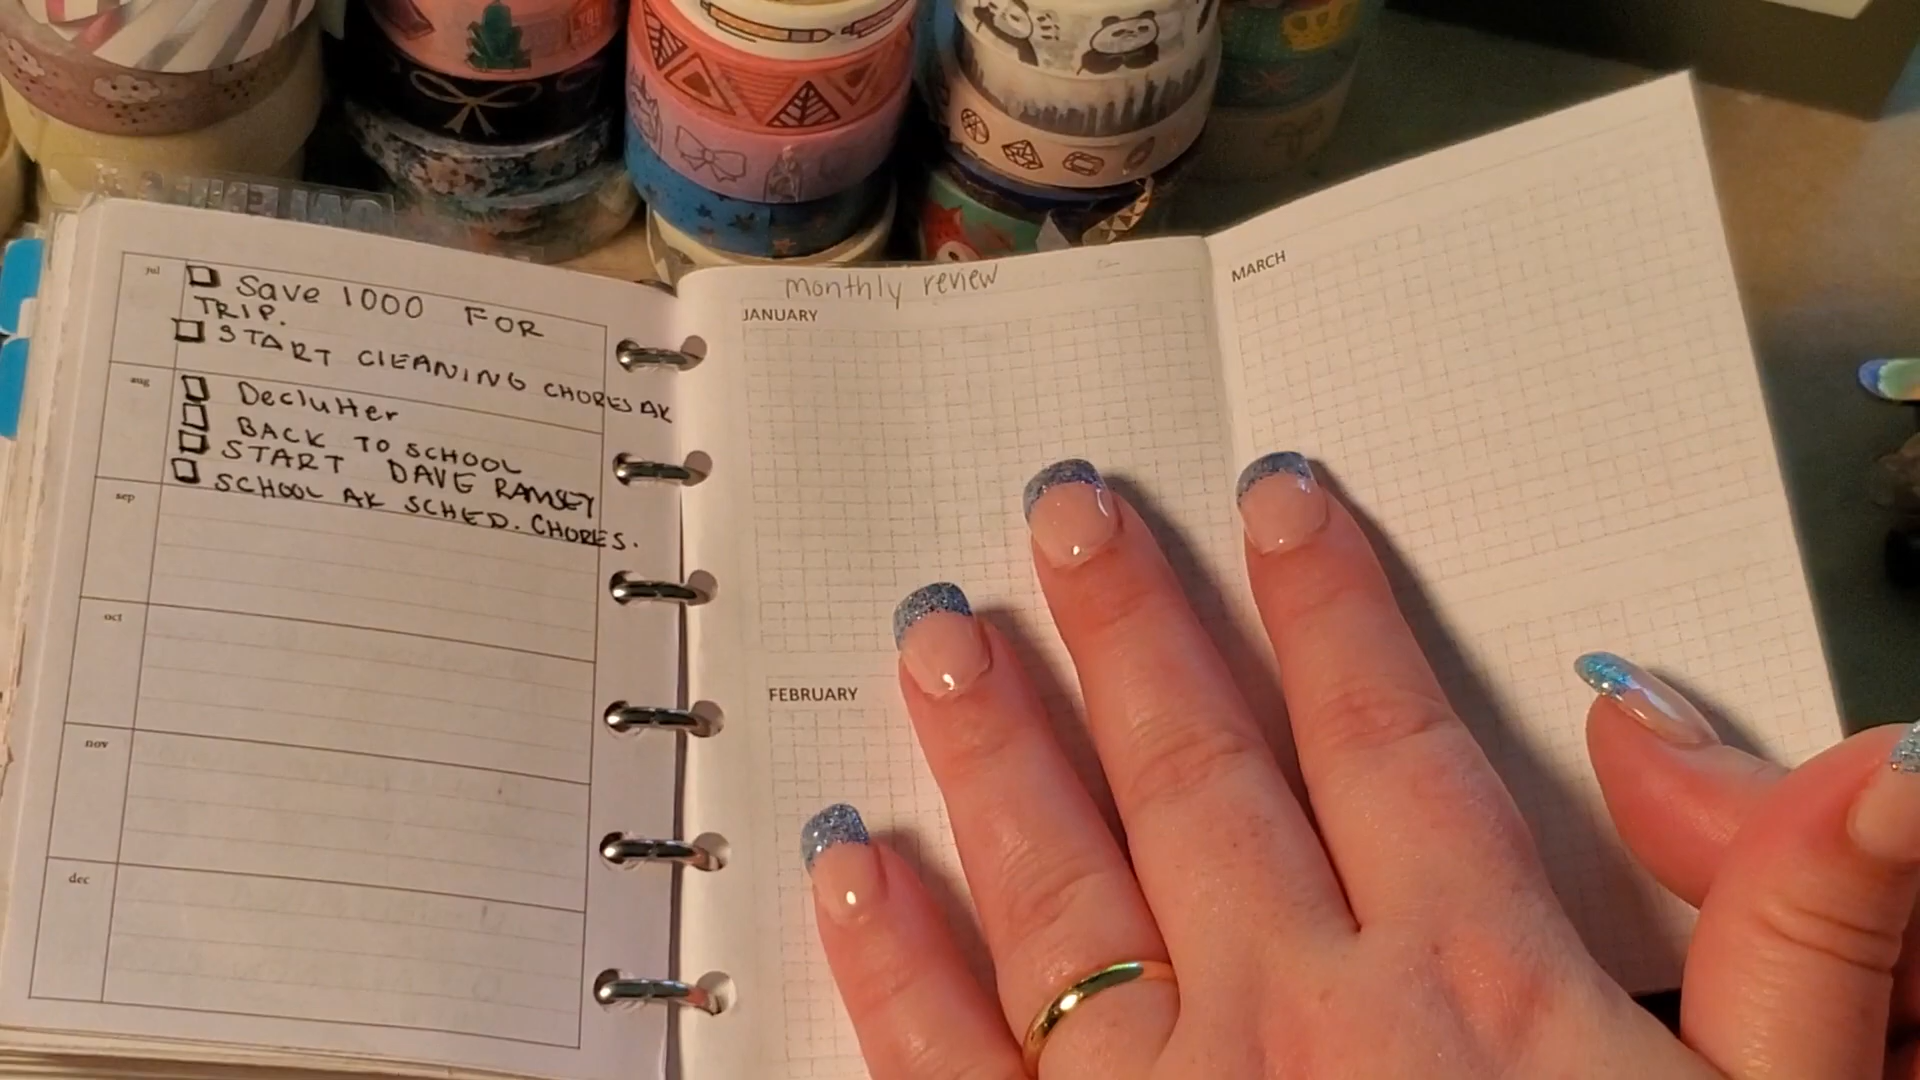 jul
Save 1000 FOR
TRIP.
START CLEANING CHORES AK
aug
Declutter
BACK TO SCHOOL
START DAVE RAMSEY
SCHOOL AK SCHED. CHORES.
sep
oct
nov
dec
monthly review
JANUARY
FEBRUARY
MARCH